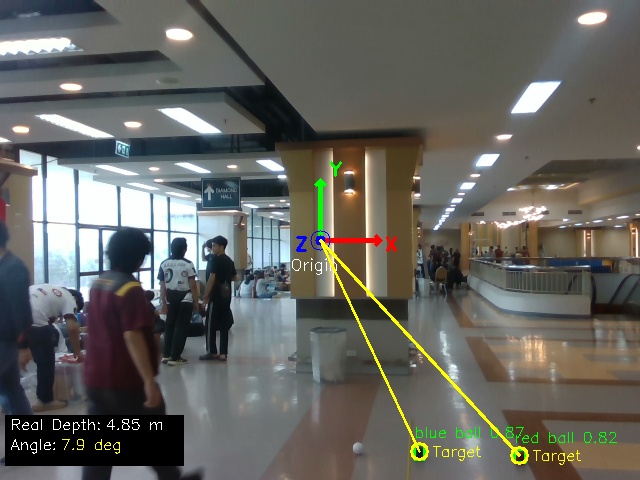 DIAMOND
HALL
Y
Z
X
Origin
blue ball 0.87
red ball 0.82
Target
Target
Real Depth: 4.85 m
Angle: 7.9 deg